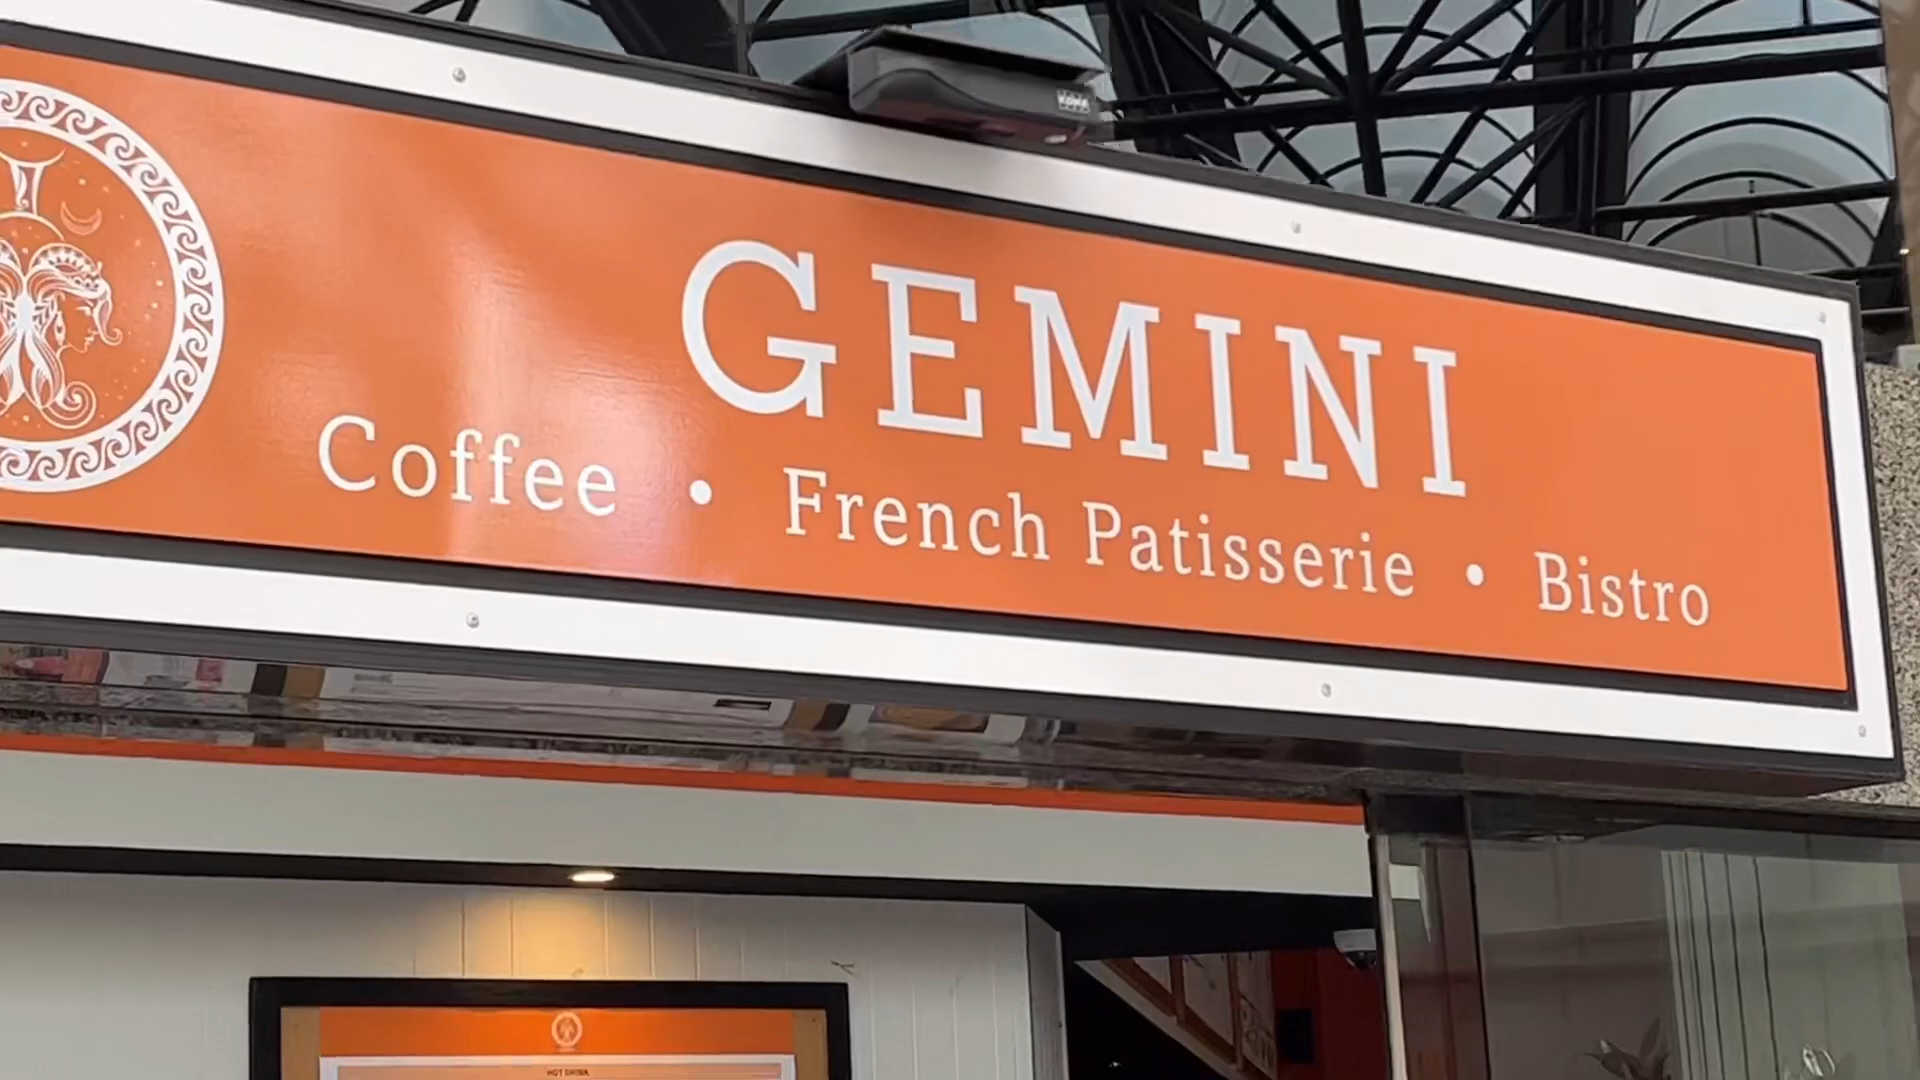 GEMINI
Coffee • French Patisserie • Bistro
HOT DRINK